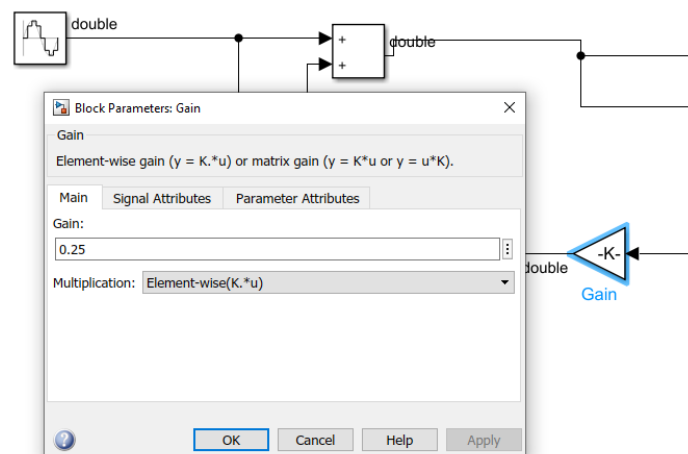 double
+
double
+
Block Parameters: Gain
Gain
Element-wise gain (y = K.*u) or matrix gain (y = K*u or y = u*K).
Main Signal Attributes Parameter Attributes
Gain:
0.25
Multiplication: Element-wise(K.*u)
-K-
double
Gain
OK Cancel Help Apply